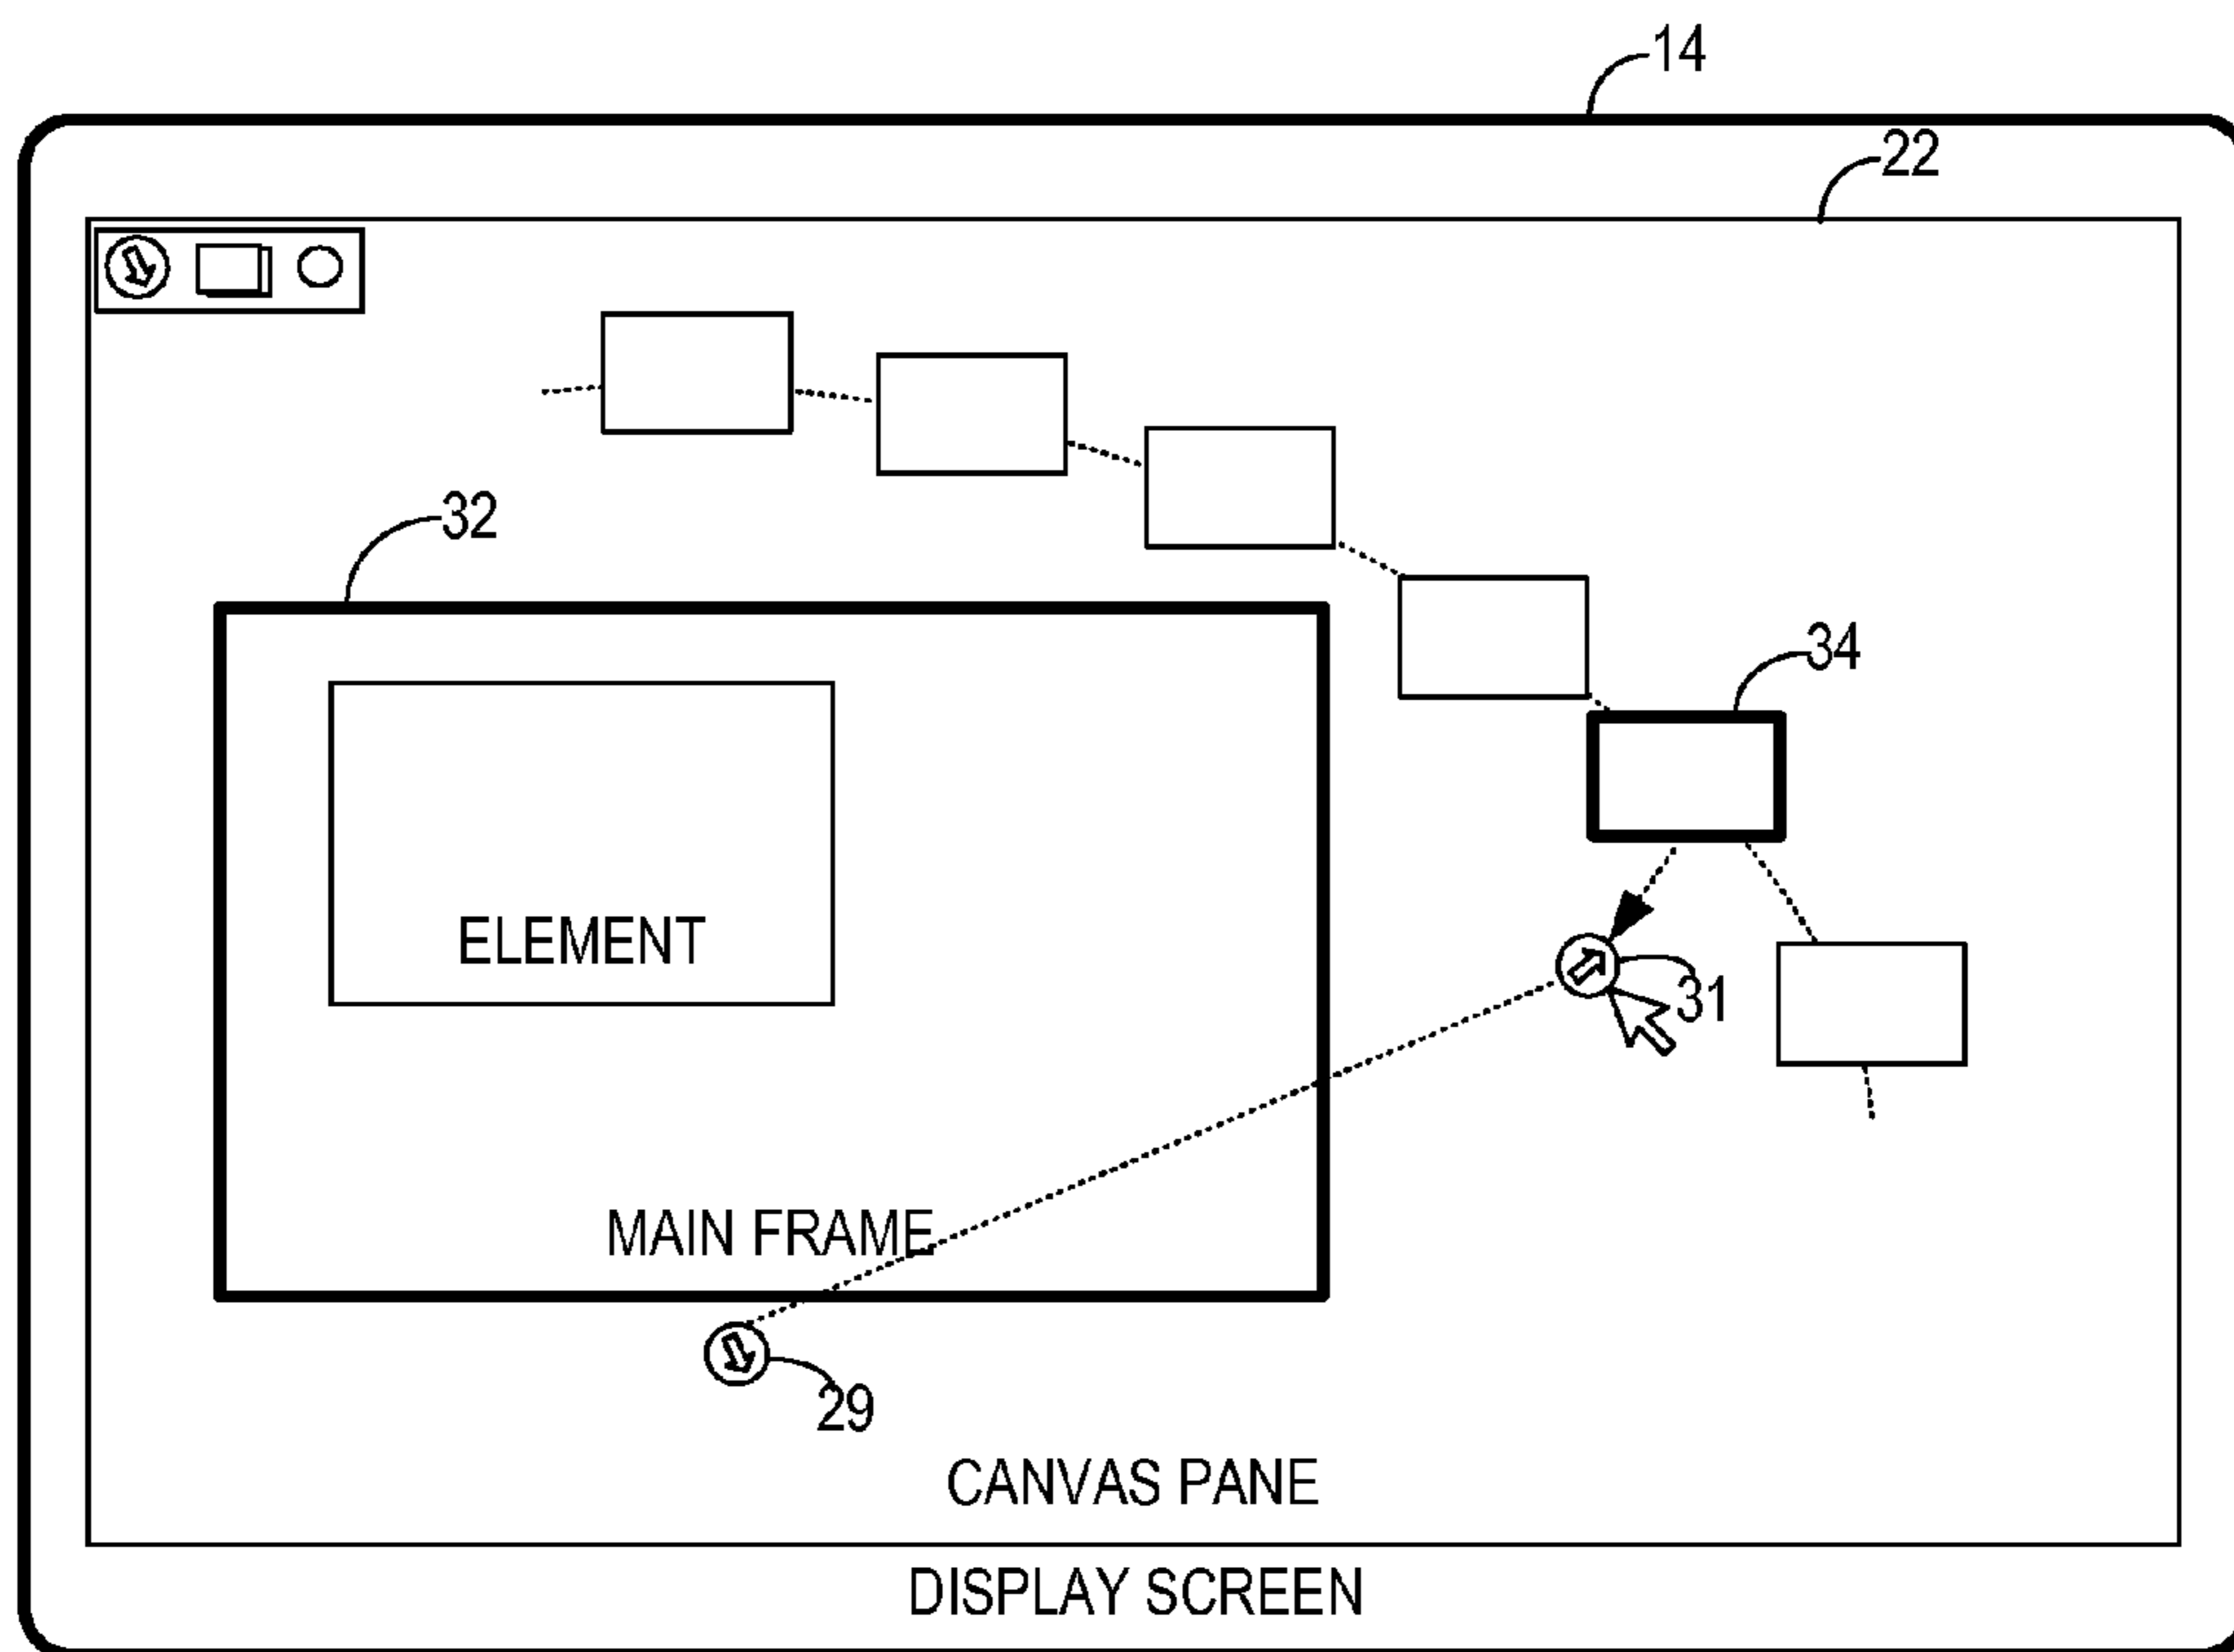 14
22
32
34
ELEMENT
31
MAIN FRAME
29
CANVAS PANE
DISPLAY SCREEN